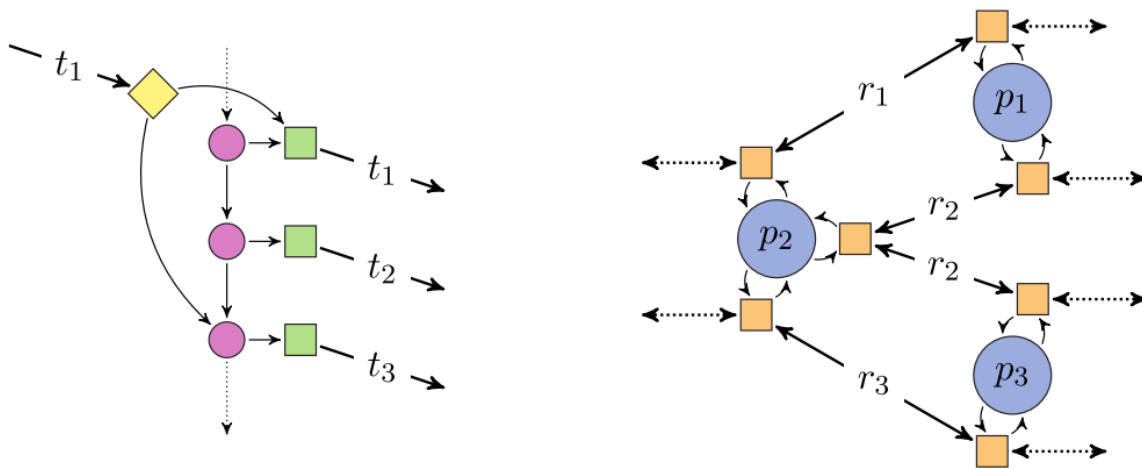 t₁
t₁
t₂
t₃
r₁
p₁
r₂
p₂
r₂
p₃
r₃